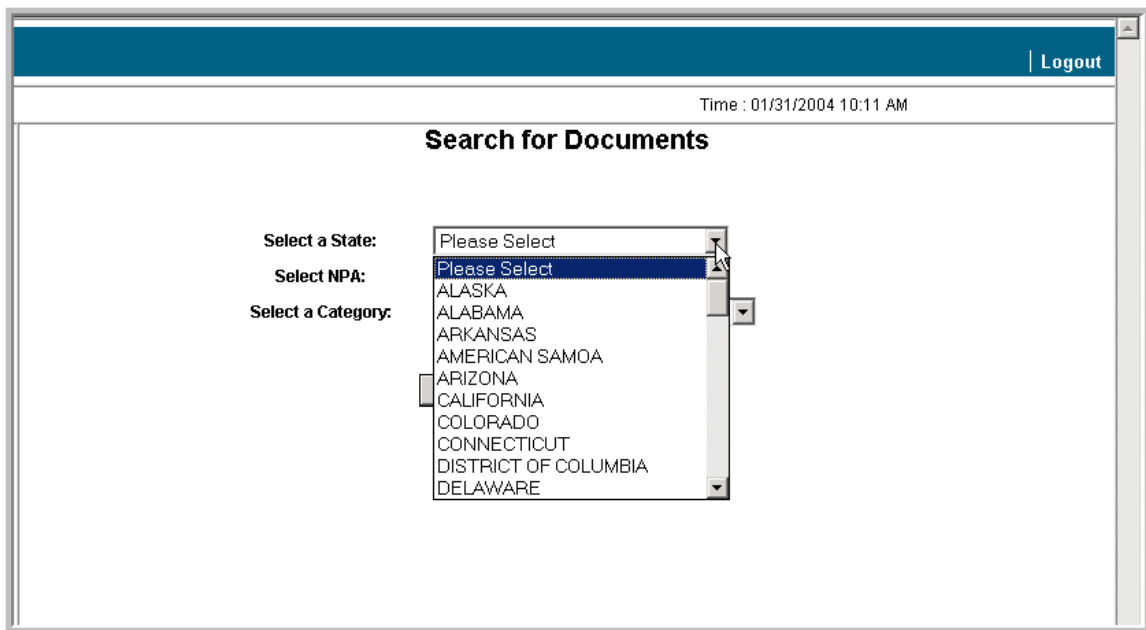 | Logout
Time : 01/31/2004 10:11 AM
Search for Documents
Select a State:
Please Select
Select NPA:
Select a Category:
Please Select
ALASKA
ALABAMA
ARKANSAS
AMERICAN SAMOA
ARIZONA
CALIFORNIA
COLORADO
CONNECTICUT
DISTRICT OF COLUMBIA
DELAWARE